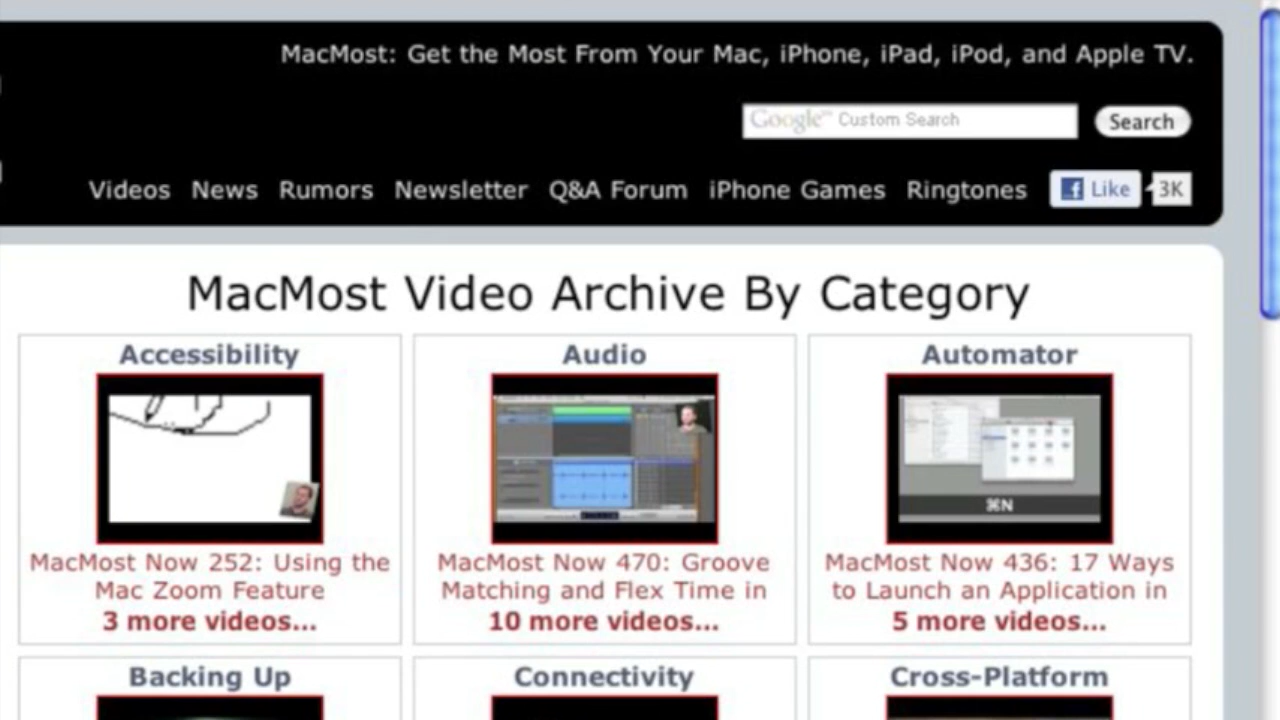 MacMost: Get the Most From Your Mac, iPhone, iPad, iPod, and Apple TV.
Google™ Custom Search Search
Videos News Rumors Newsletter Q&A Forum iPhone Games Ringtones Like 3K
MacMost Video Archive By Category
Accessibility Audio Automator
⌘N
MacMost Now 252: Using the MacMost Now 470: Groove MacMost Now 436: 17 Ways
Mac Zoom Feature Matching and Flex Time in to Launch an Application in
3 more videos... 10 more videos... 5 more videos...
Backing Up Connectivity Cross-Platform